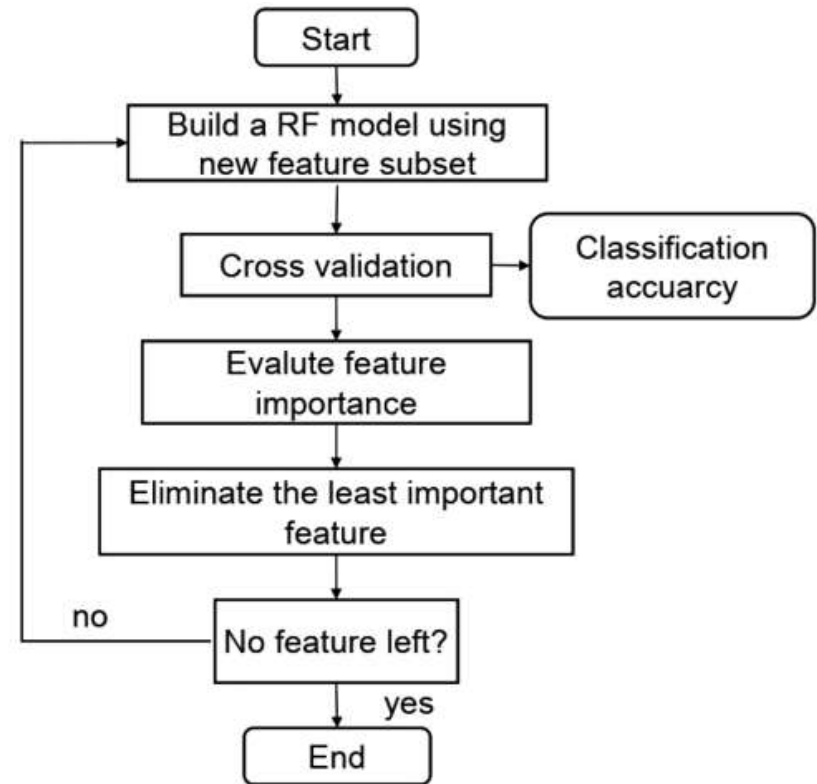 Start
Build a RF model using
new feature subset
Cross validation
Classification
accuarcy
Evalute feature
importance
Eliminate the least important
feature
no
No feature left?
yes
End